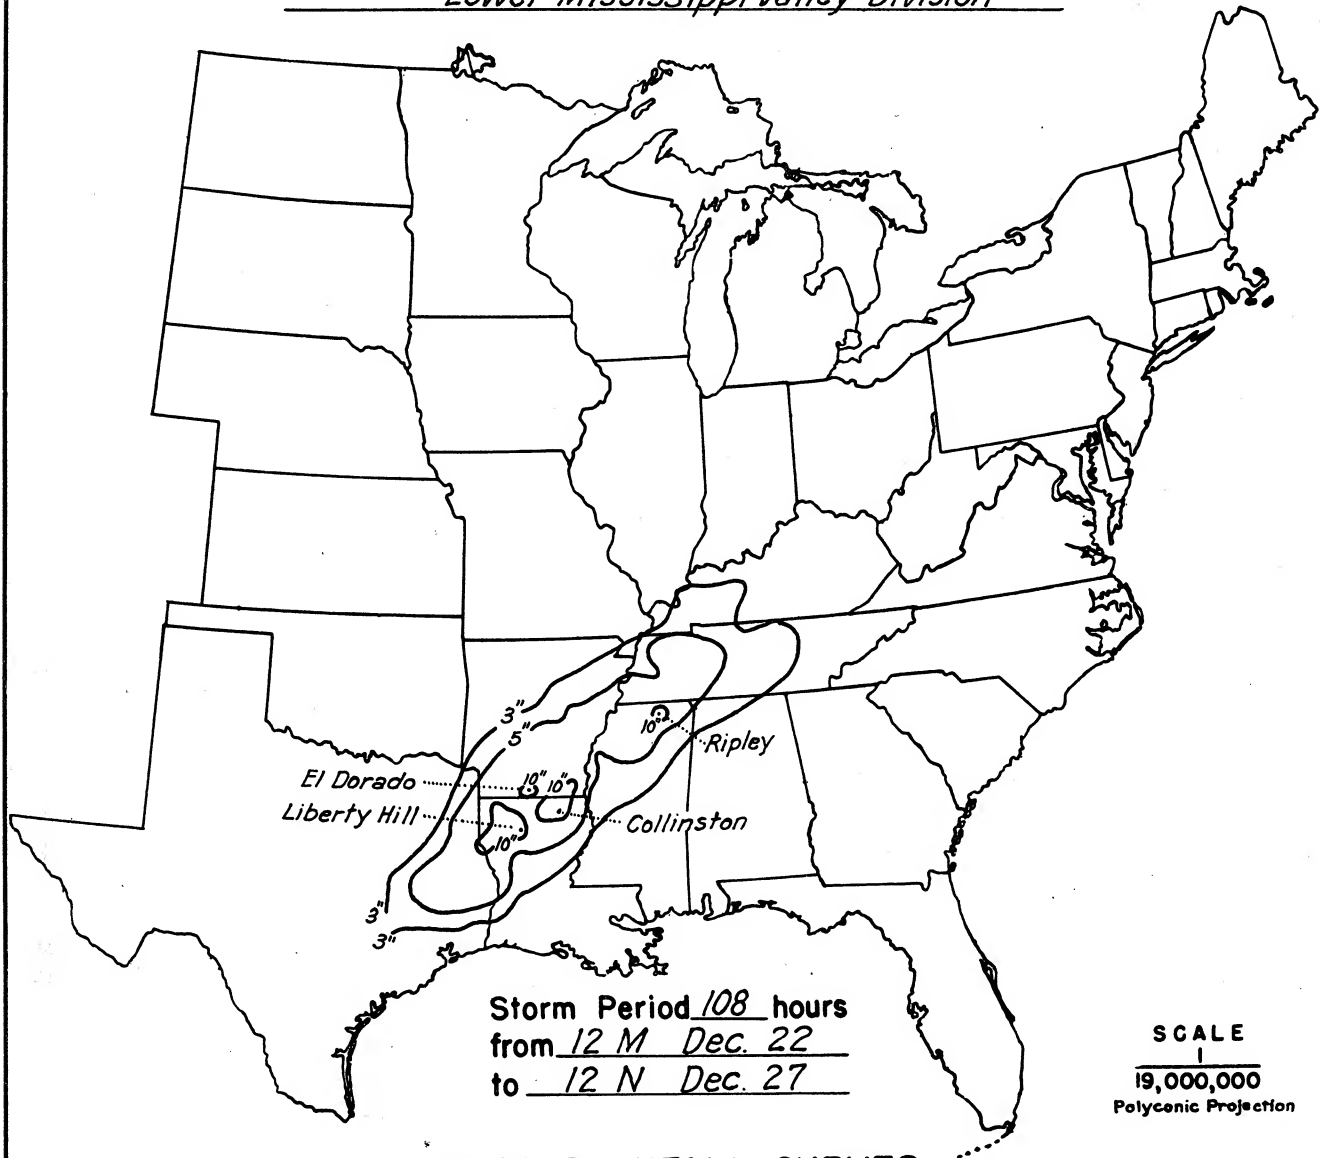 Lower Mississippi Valley Division
3"
5"
10"
Ripley
El Dorado
10"
10"
Liberty Hill
Collinston
10"
3"
3"
Storm Period 108 hours
from 12 M Dec. 22
to 12 N Dec. 27
SCALE
1
19,000,000
Polyconic Projection